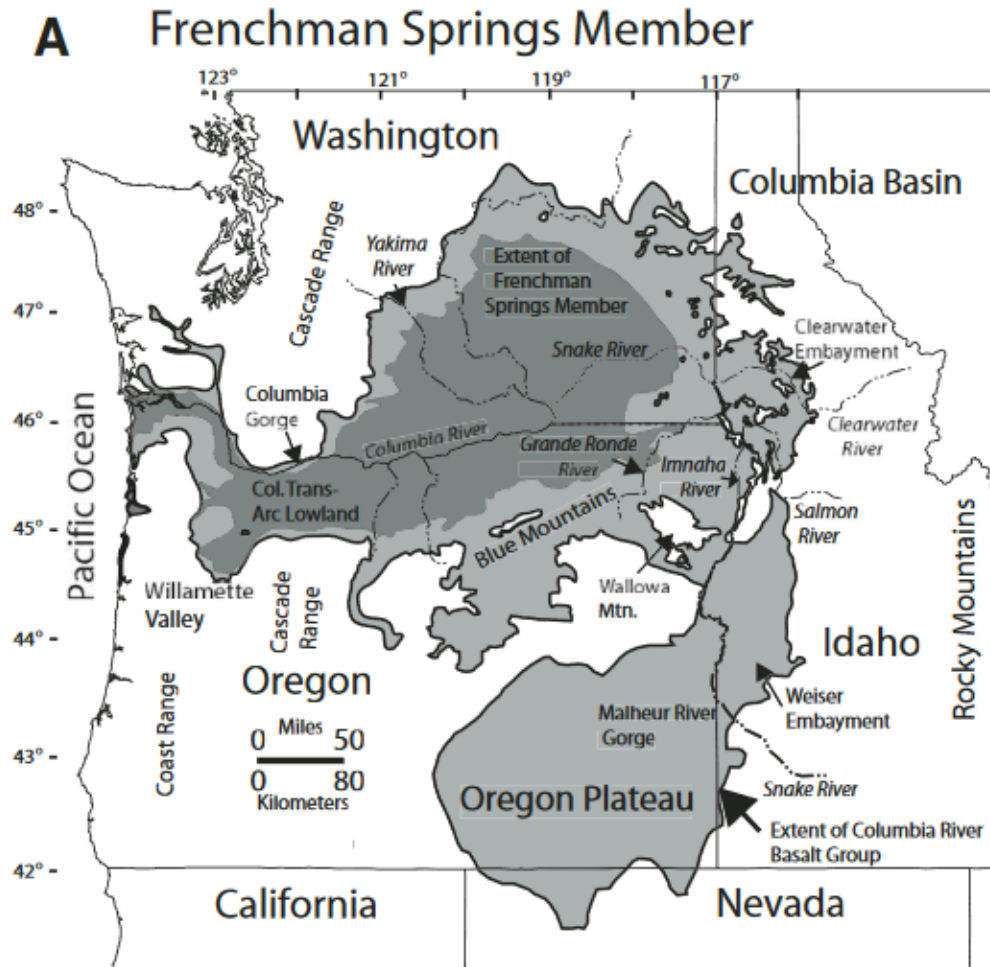 A Frenchman Springs Member
123° 121° 119° 117°
Washington
Columbia Basin
48°
Cascade Range
Yakima
River
Extent of
Frenchman
Springs Member
47°
Snake River
Clearwater
Embayment
Columbia
Gorge
46°
Columbia River
Clearwater
River
Grande Ronde
River
Imnaha
River
Pacific Ocean
Col. Trans-
Arc Lowland
Salmon
River
45°
Blue Mountains
Rocky Mountains
Willamette
Valley
Cascade
Range
Wallowa
Mtn.
44°
Idaho
Coast Range
Oregon
Weiser
Embayment
Malheur River
Gorge
0 Miles 50
43°
0 80
Kilometers
Snake River
Oregon Plateau
Extent of Columbia River
Basalt Group
42°
California
Nevada